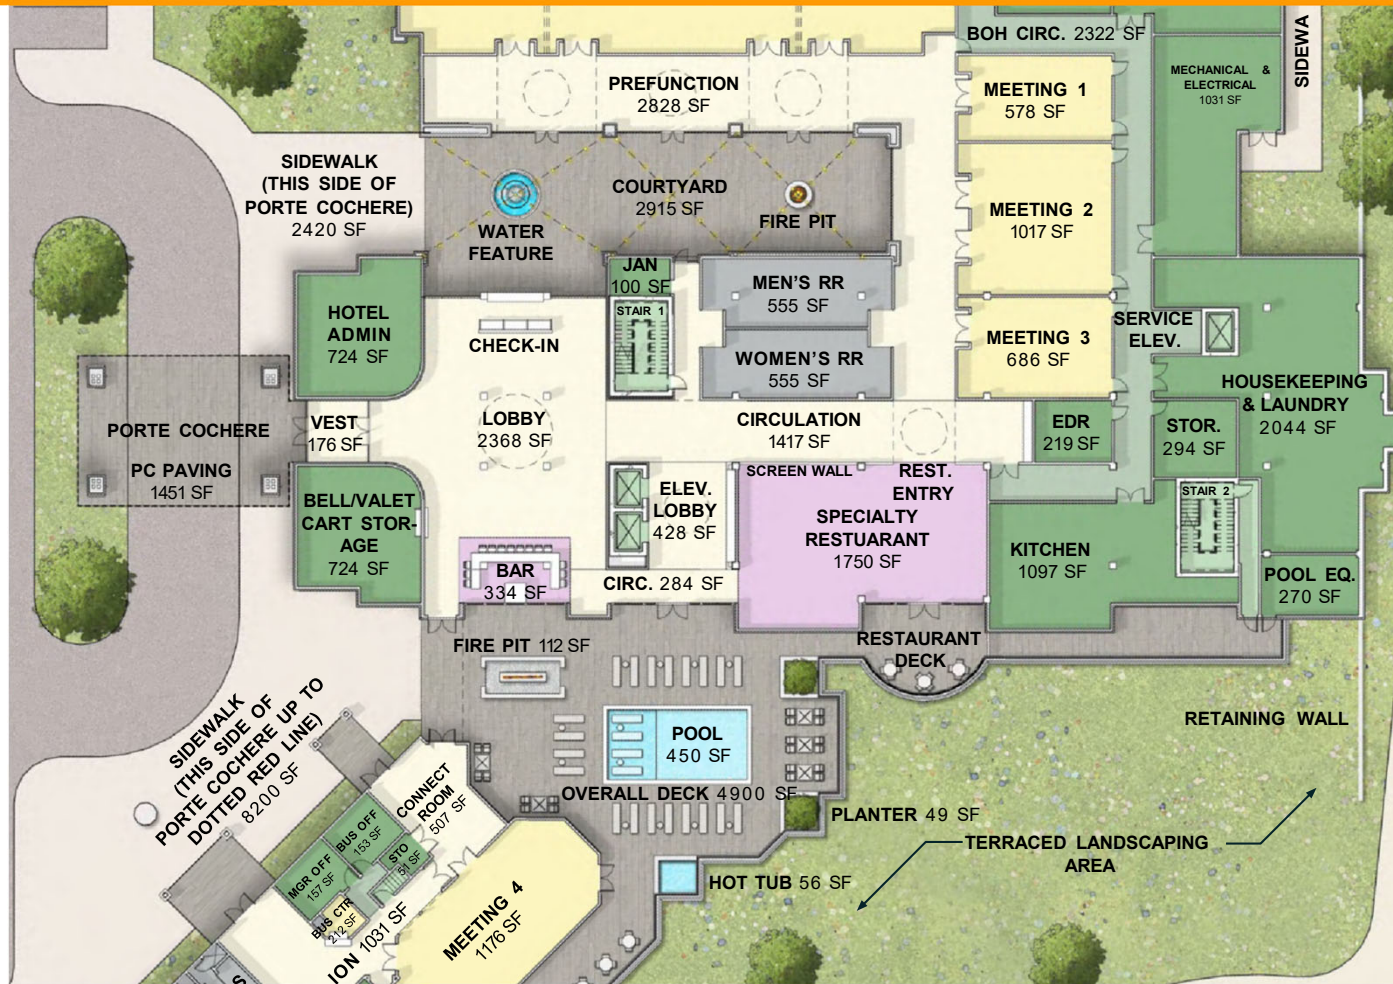 BOH CIRC. 2322 SF
SIDEWA
PREFUNCTION
2828 SF
MEETING 1
578 SF
MECHANICAL &
ELECTRICAL
1031 SF
SIDEWALK
(THIS SIDE OF
PORTE COCHERE)
2420 SF
COURTYARD
2915 SF
WATER
FEATURE
FIRE PIT
MEETING 2
1017 SF
JAN
100 SF
STAIR 1
MEN'S RR
555 SF
WOMEN'S RR
555 SF
HOTEL
ADMIN
724 SF
CHECK-IN
MEETING 3
686 SF
SERVICE
ELEV.
HOUSEKEEPING
& LAUNDRY
2044 SF
PORTE COCHERE
VEST
176 SF
LOBBY
2368 SF
CIRCULATION
1417 SF
EDR
219 SF
STOR.
294 SF
PC PAVING
1451 SF
SCREEN WALL
REST.
ENTRY
BELL/VALET
CART STOR-
AGE
724 SF
ELEV.
LOBBY
428 SF
SPECIALTY
RESTUARANT
1750 SF
STAIR 2
KITCHEN
1097 SF
BAR
334 SF
CIRC. 284 SF
POOL EQ.
270 SF
FIRE PIT 112 SF
RESTAURANT
DECK
SIDEWALK
(THIS SIDE OF
PORTE COCHERE UP TO
DOTTED RED LINE)
8200 SF
POOL
450 SF
RETAINING WALL
OVERALL DECK 4900 SF
CONNECT
ROOM
507 SF
PLANTER 49 SF
TERRACED LANDSCAPING
AREA
BUS OFF
153 SF
STO
51 SF
MGR OFF
157 SF
BUS CTR
212 SF
HOT TUB 56 SF
MEETING 4
1176 SF
ION 1031 SF
S